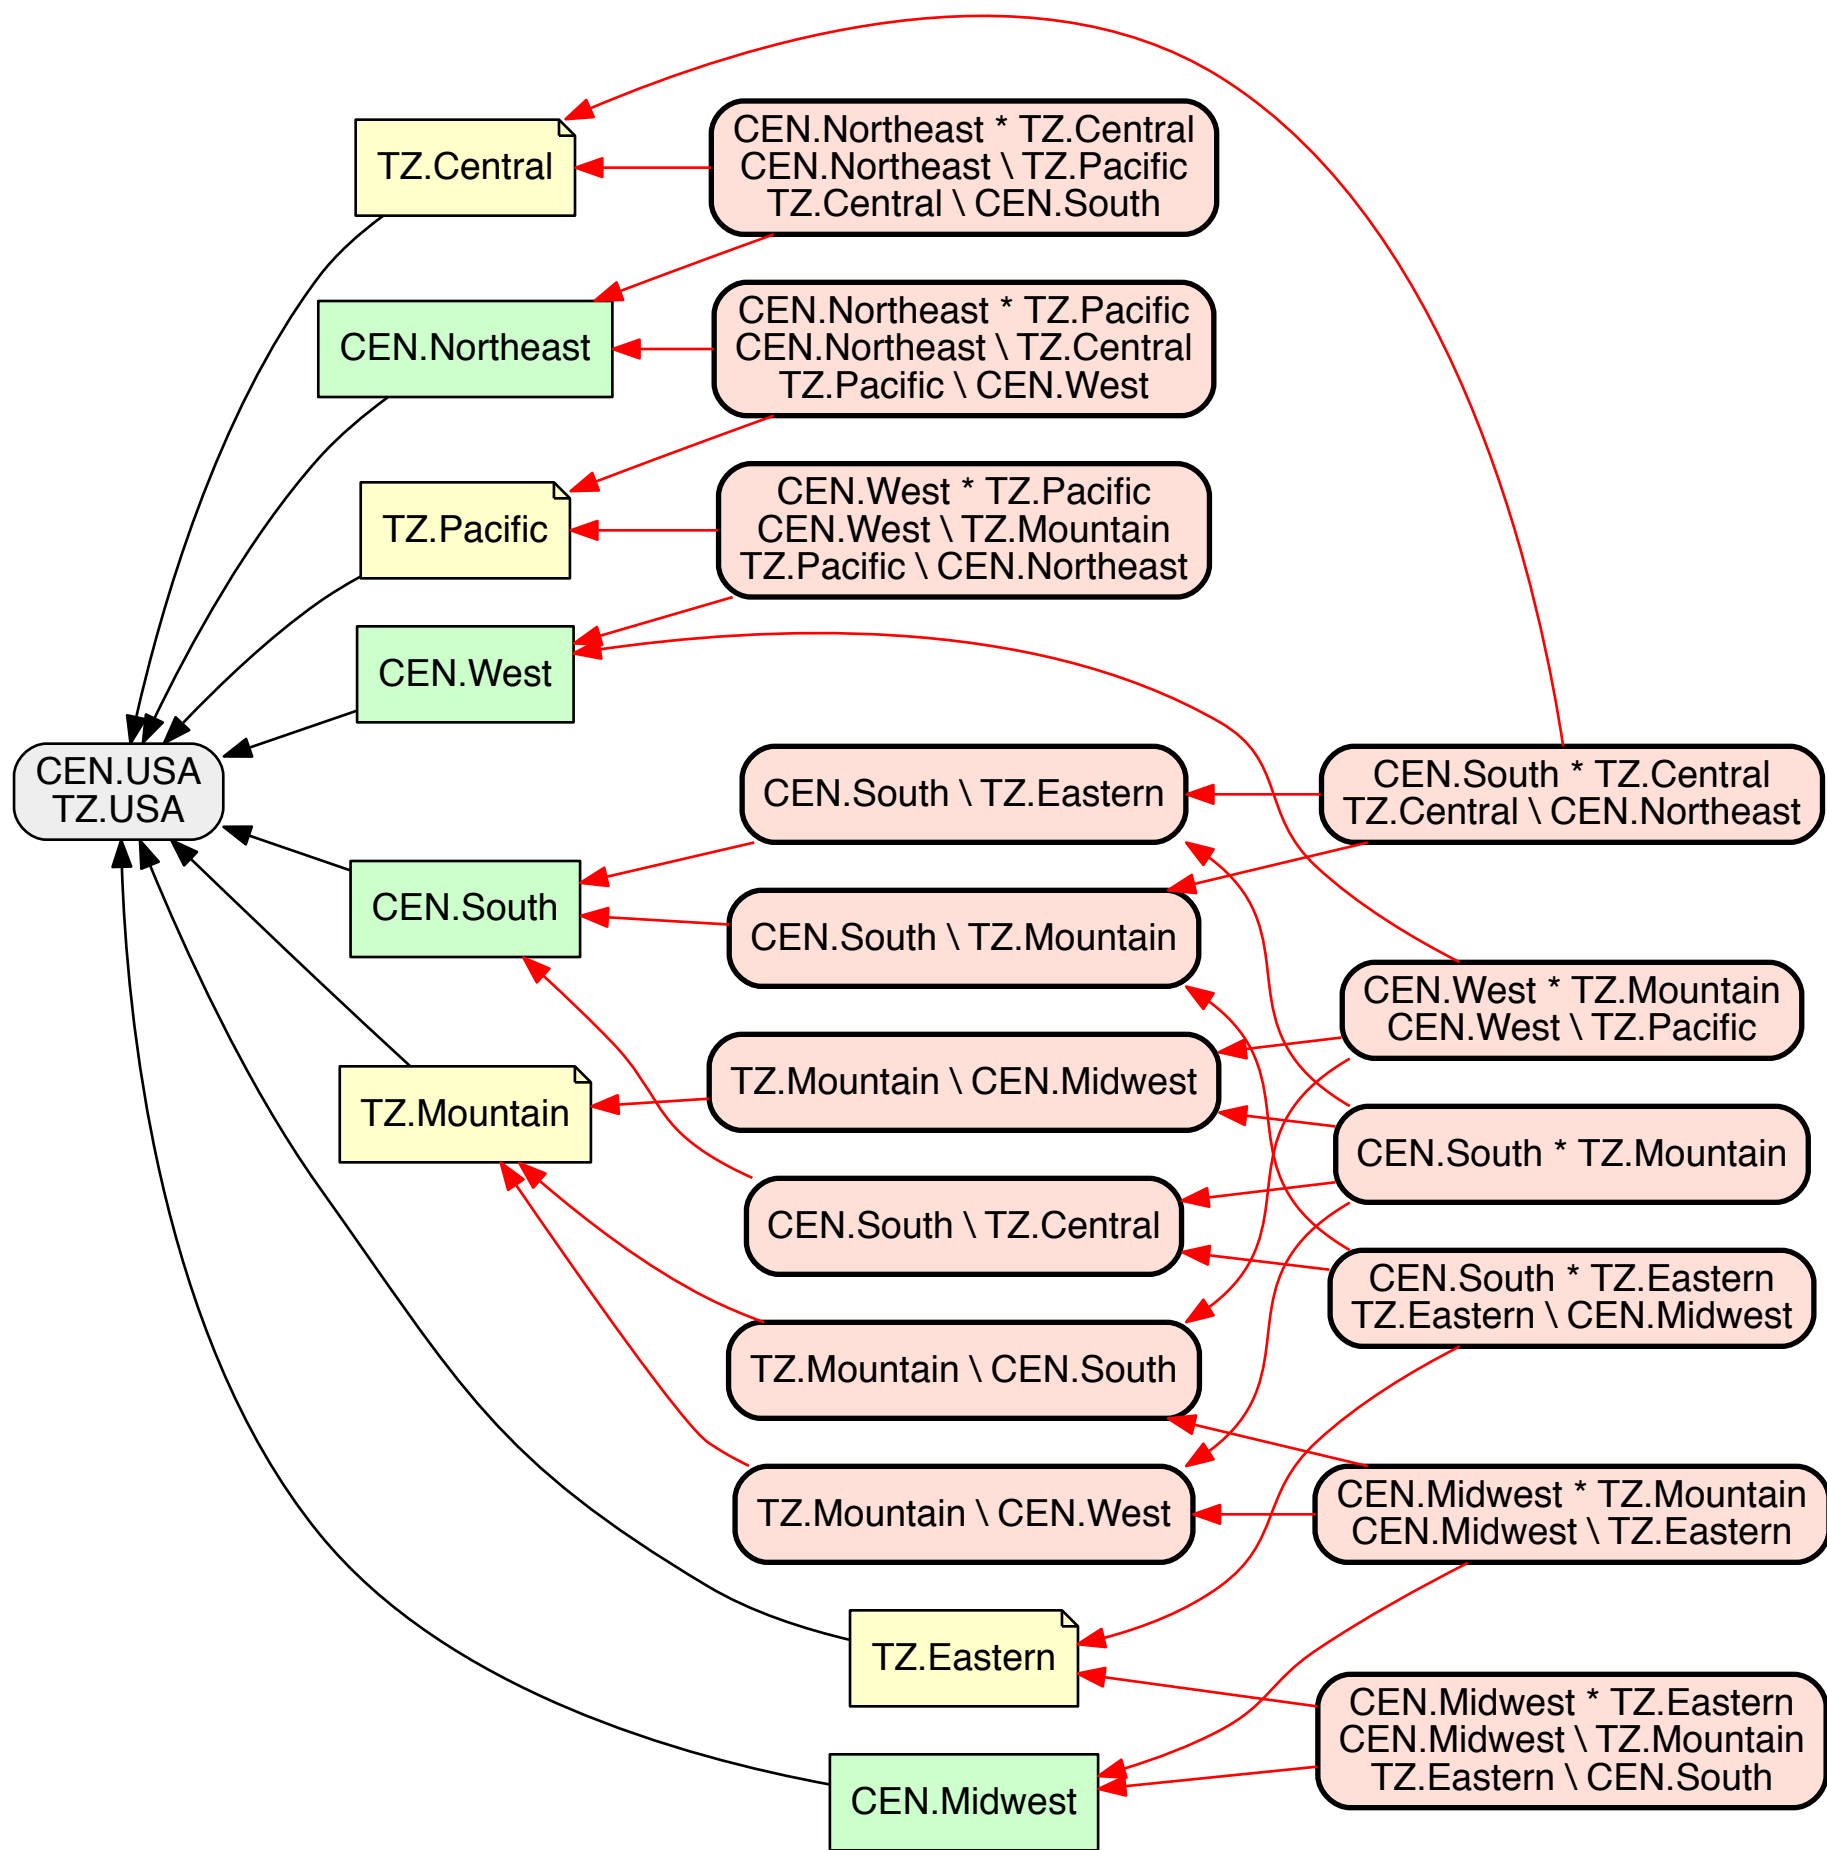 TZ.Central
CEN.Northeast * TZ.Central
CEN.Northeast \ TZ.Pacific
TZ.Central \ CEN.South
CEN.Northeast
CEN.Northeast * TZ.Pacific
CEN.Northeast \ TZ.Central
TZ.Pacific \ CEN.West
TZ.Pacific
CEN.West * TZ.Pacific
CEN.West \ TZ.Mountain
TZ.Pacific \ CEN.Northeast
CEN.West
CEN.USA
TZ.USA
CEN.South \ TZ.Eastern
CEN.South * TZ.Central
TZ.Central \ CEN.Northeast
CEN.South
CEN.South \ TZ.Mountain
CEN.West * TZ.Mountain
CEN.West \ TZ.Pacific
TZ.Mountain
TZ.Mountain \ CEN.Midwest
CEN.South * TZ.Mountain
CEN.South \ TZ.Central
CEN.South * TZ.Eastern
TZ.Eastern \ CEN.Midwest
TZ.Mountain \ CEN.South
TZ.Mountain \ CEN.West
CEN.Midwest * TZ.Mountain
CEN.Midwest \ TZ.Eastern
TZ.Eastern
CEN.Midwest * TZ.Eastern
CEN.Midwest \ TZ.Mountain
TZ.Eastern \ CEN.South
CEN.Midwest